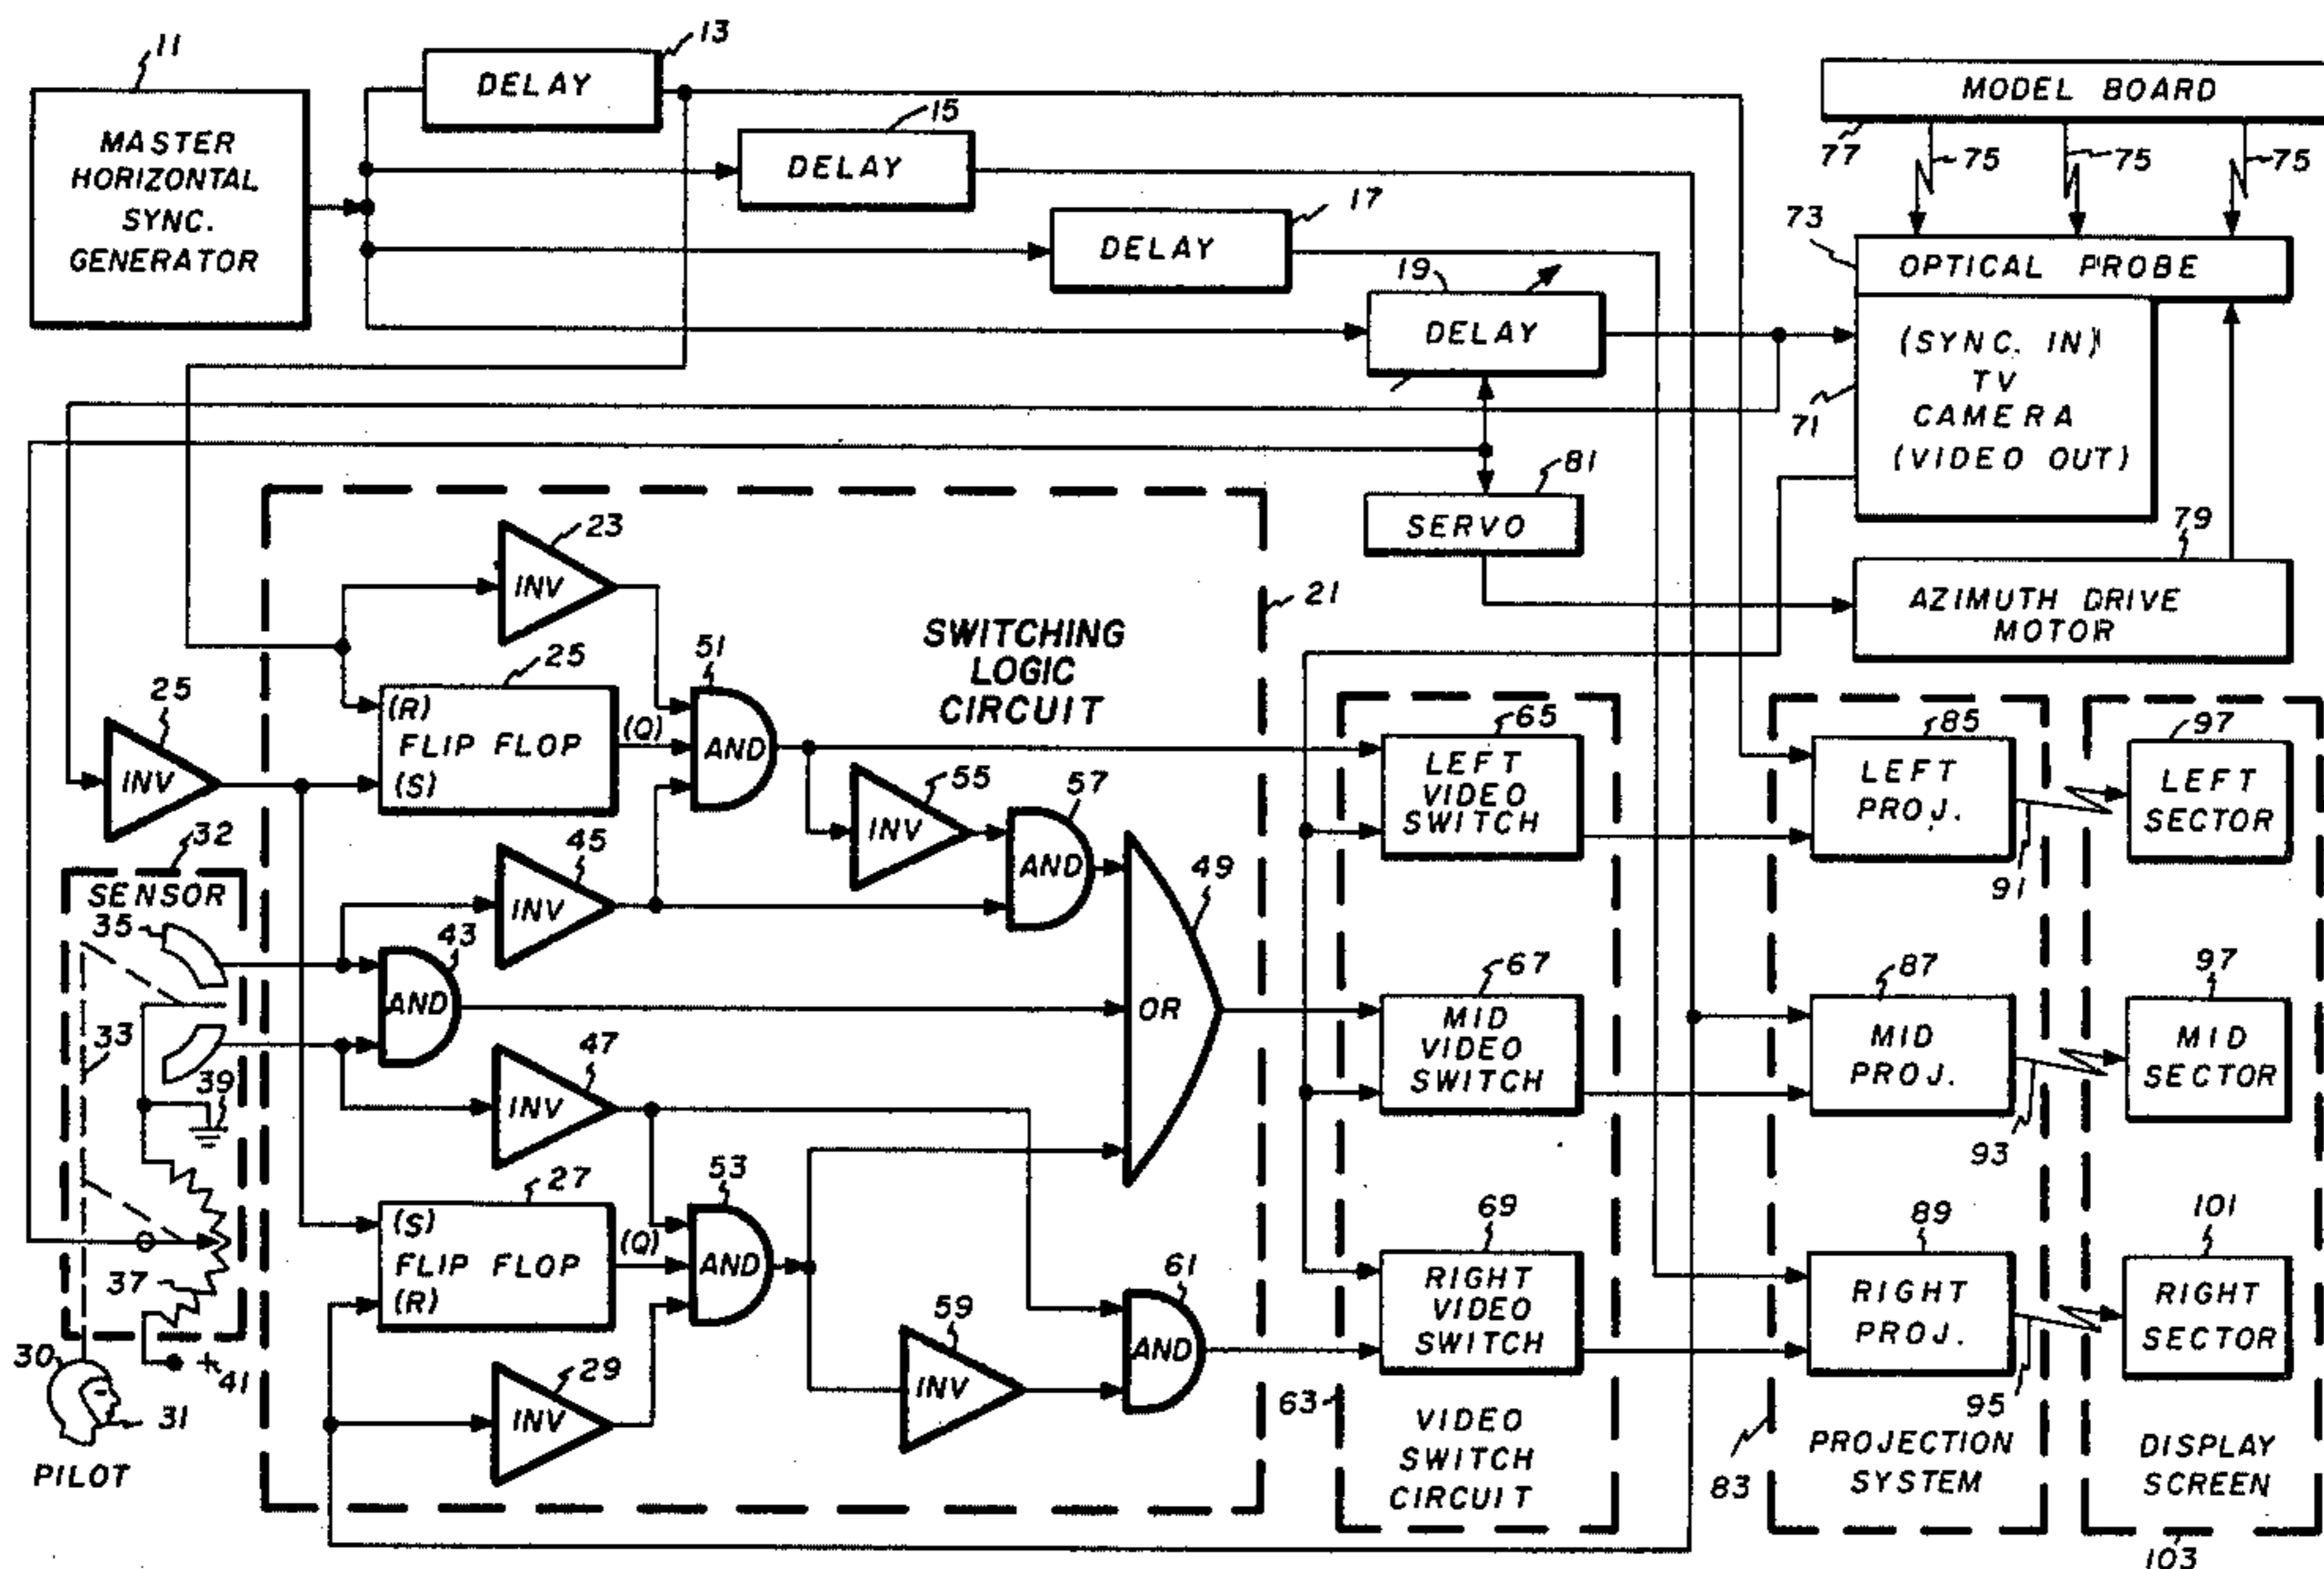 11
13
DELAY
MODEL BOARD
MASTER
HORIZONTAL
SYNC.
GENERATOR
15
DELAY
77
75
75
75
17
DELAY
73
OPTICAL PROBE
19
DELAY
(SYNC. IN)
TV
CAMERA
(VIDEO OUT)
71
81
SERVO
79
AZIMUTH DRIVE
MOTOR
23
INV
21
SWITCHING
LOGIC
CIRCUIT
25
INV
25
(R)
FLIP FLOP
(S)
(Q)
51
AND
55
INV
57
AND
65
LEFT
VIDEO
SWITCH
85
LEFT
PROJ.
91
97
LEFT
SECTOR
32
SENSOR
35
45
INV
43
AND
49
OR
33
39
47
INV
67
MID
VIDEO
SWITCH
87
MID
PROJ.
93
97
MID
SECTOR
27
(S)
FLIP FLOP
(R)
(Q)
53
AND
37
41
+
30
31
PILOT
29
INV
59
INV
61
AND
69
RIGHT
VIDEO
SWITCH
63
VIDEO
SWITCH
CIRCUIT
89
RIGHT
PROJ.
95
83
PROJECTION
SYSTEM
101
RIGHT
SECTOR
DISPLAY
SCREEN
103